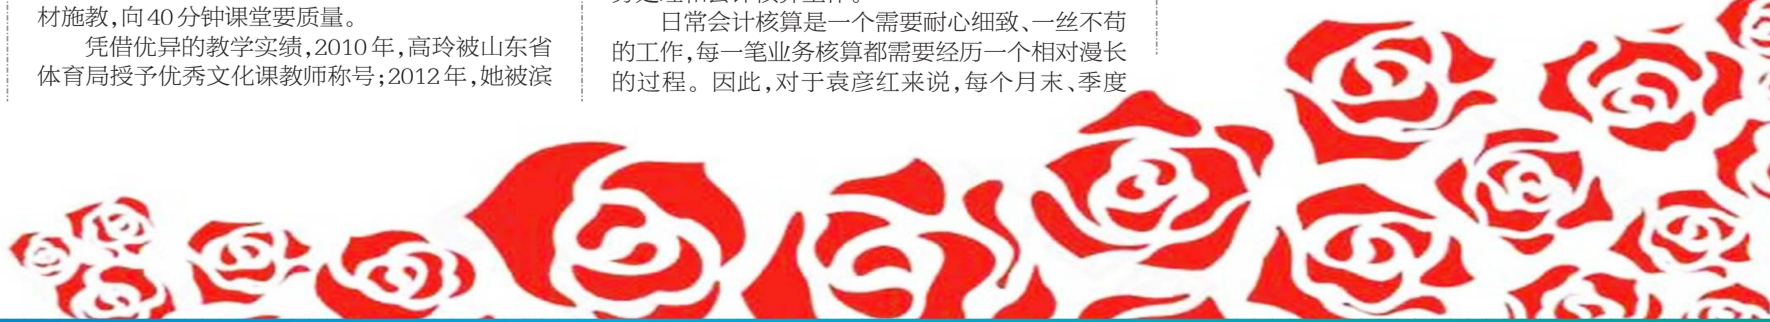 材施教,向40分钟课堂要质量。
凭借优异的教学实绩,2010年,高玲被山东省
体育局授予优秀文化课教师称号;2012年,她被滨
日常会计核算是一个需要耐心细致、一丝不苟
的工作,每一笔业务核算都需要经历一个相对漫长
的过程。因此,对于袁彦红来说,每个月末、季度